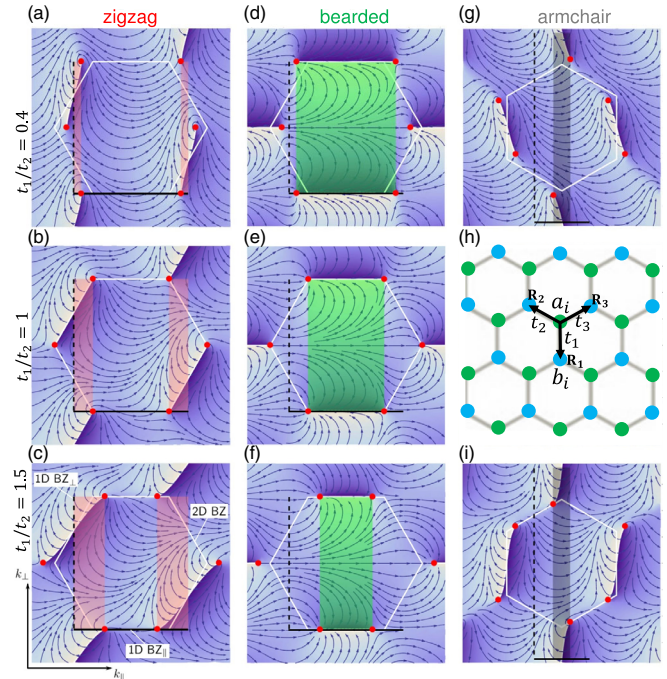 (a) zigzag (d) bearded (g) armchair
t₁/t₂ = 0.4
(b) (e) (h)
t₁/t₂ = 1
R₂ aᵢ R₃
t₂ t₃
t₁
R₁
bᵢ
(c) (f) (i)
t₁/t₂ = 1.5
1D BZ⊥
2D BZ
k⊥
1D BZ∥
k∥